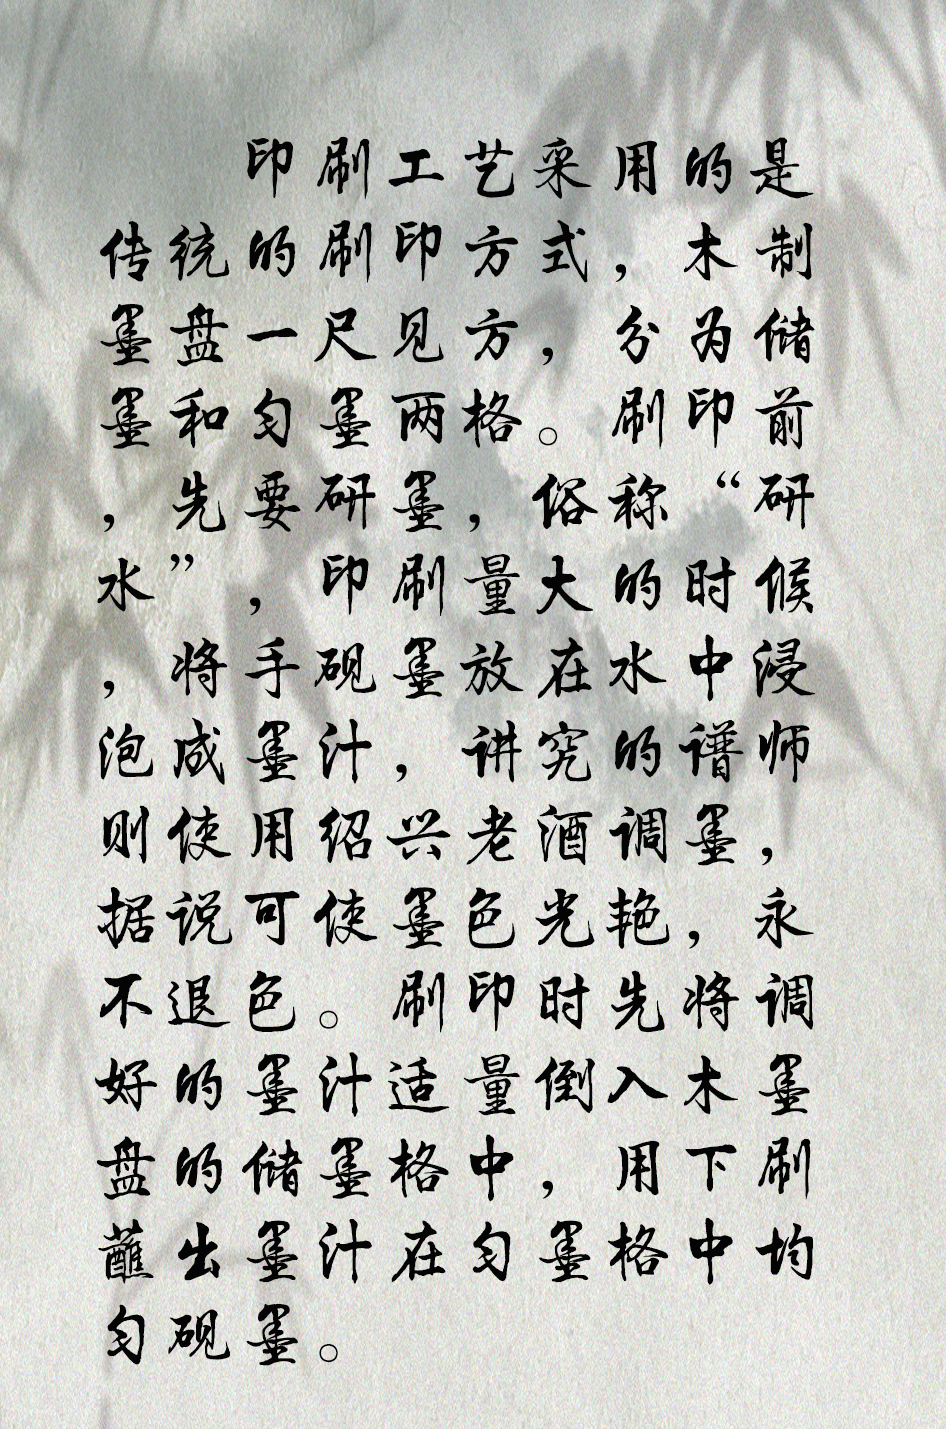 印刷工艺采用的是
传统的刷印方式，木制
墨盘一尺见方，分为储
墨和匀墨两格。刷印前
，先要研墨，俗称“研
水”，印刷量大的时候
，将手砚墨放在水中浸
泡成墨汁，讲究的谱师
则使用绍兴老酒调墨，
据说可使墨色光艳，永
不退色。刷印时先将调
好的墨汁适量倒入木墨
盘的储墨格中，用下刷
蘸出墨汁在匀墨格中均
匀砚墨。